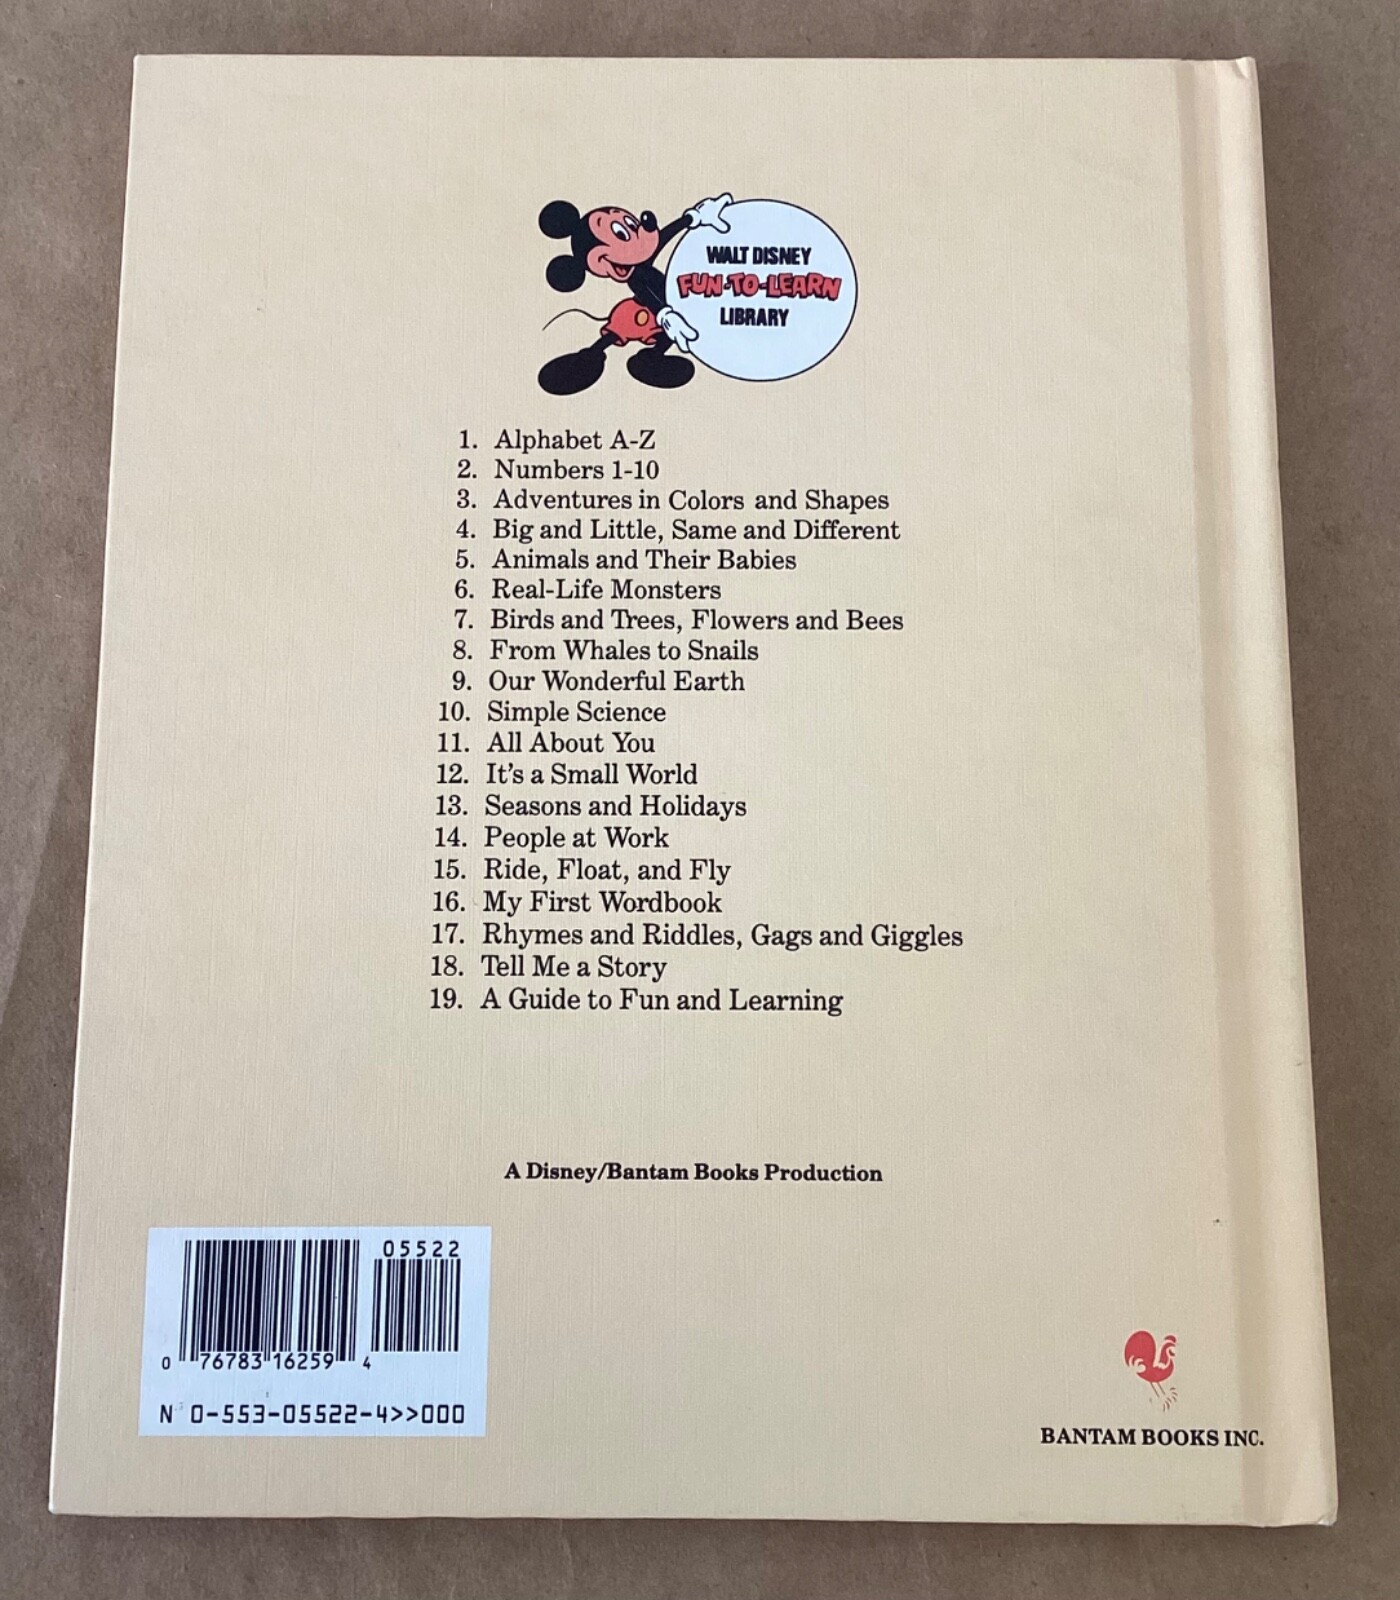 WALT DISNEY
FUN-TO-LEARN
LIBRARY
1. Alphabet A-Z
2. Numbers 1-10
3. Adventures in Colors and Shapes
4. Big and Little, Same and Different
5. Animals and Their Babies
6. Real-Life Monsters
7. Birds and Trees, Flowers and Bees
8. From Whales to Snails
9. Our Wonderful Earth
10. Simple Science
11. All About You
12. It's a Small World
13. Seasons and Holidays
14. People at Work
15. Ride, Float, and Fly
16. My First Wordbook
17. Rhymes and Riddles, Gags and Giggles
18. Tell Me a Story
19. A Guide to Fun and Learning
A Disney/Bantam Books Production
05522
0 76783 16259 4
N 0-553-05522-4>>000
BANTAM BOOKS INC.